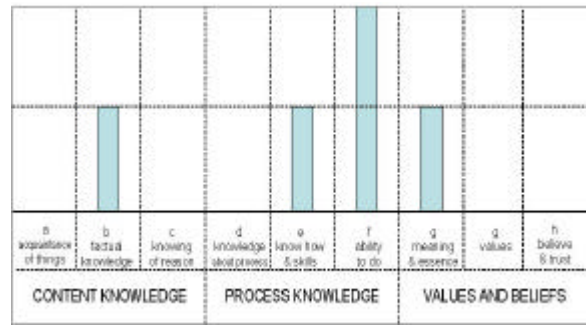 a
acquaintance
of things
b
factual
knowledge
c
knowing
of reason
d
knowledge
about process
e
know how
& skills
f
ability
to do
g
meaning
& essence
g
values
h
believe
& trust
CONTENT KNOWLEDGE
PROCESS KNOWLEDGE
VALUES AND BELIEFS